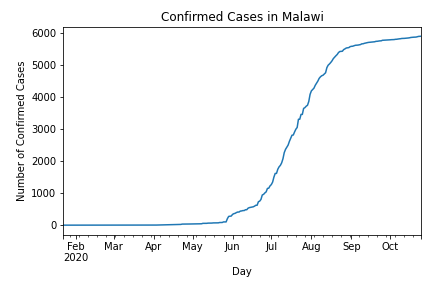 Confirmed Cases in Malawi
Number of Confirmed Cases
6000
5000
4000
3000
2000
1000
0
Feb Mar Apr May Jun Jul Aug Sep Oct
2020
Day